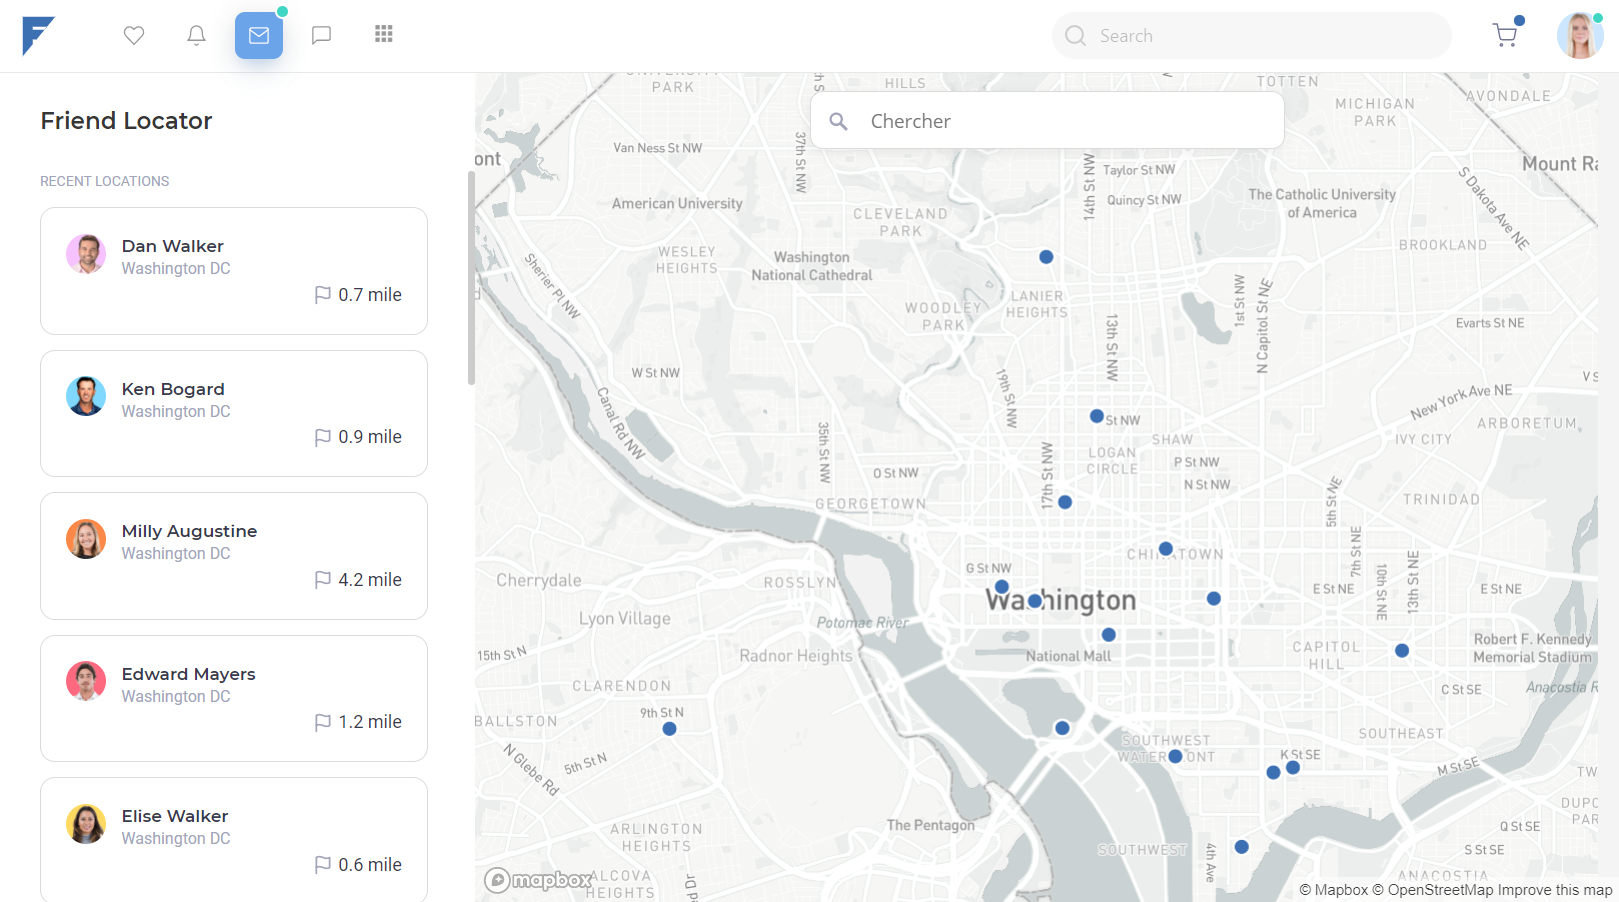 Search
Friend Locator
RECENT LOCATIONS
Dan Walker
Washington DC
0.7 mile
Ken Bogard
Washington DC
0.9 mile
Milly Augustine
Washington DC
4.2 mile
Edward Mayers
Washington DC
1.2 mile
Elise Walker
Washington DC
0.6 mile
Chercher
PARK
HILLS
TOTTEN
MICHIGAN
PARK
AVONDALE
ont
Van Ness St NW
37th St NW
14th St NW
Taylor St NW
Quincy St NW
Mount Ra
S Dakota Ave NE
The Catholic University
of America
American University
CLEVELAND
PARK
BROOKLAND
WESLEY
HEIGHTS
Washington
National Cathedral
Sherier Pl NW
WOODLEY
PARK
LANIER
HEIGHTS
1st St NW
N Capitol St NE
13th St NW
Evarts St NE
W St NW
19th St NW
Canal Rd NW
New York Ave NE
ARBORETUM
IVY CITY
St NW
SHAW
35th St NW
LOGAN
CIRCLE
P St NW
O St NW
17th St NW
N St NW
5th St NE
TRINIDAD
GEORGETOWN
7th St NE
10th St NE
13th St NE
G St NW
Cherrydale
ROSSLYN
E St NE
E St NE
Washington
Lyon Village
Potomac River
National Mall
CAPITOL
HILL
Robert F. Kennedy
Memorial Stadium
15th St N
Radnor Heights
CLARENDON
C St SE
Anacostia R
BALLSTON
9th St N
SOUTHWEST
SOUTHEAST
K St SE
M St SE
N Glebe Rd
5th St N
TW
DUPO
PAR
ARLINGTON
HEIGHTS
The Pentagon
Q St SE
S St SE
SOUTHWEST
4th Ave
ANACOSTIA
ALCOVA
HEIGHTS
mapbox
© Mapbox © OpenStreetMap Improve this map